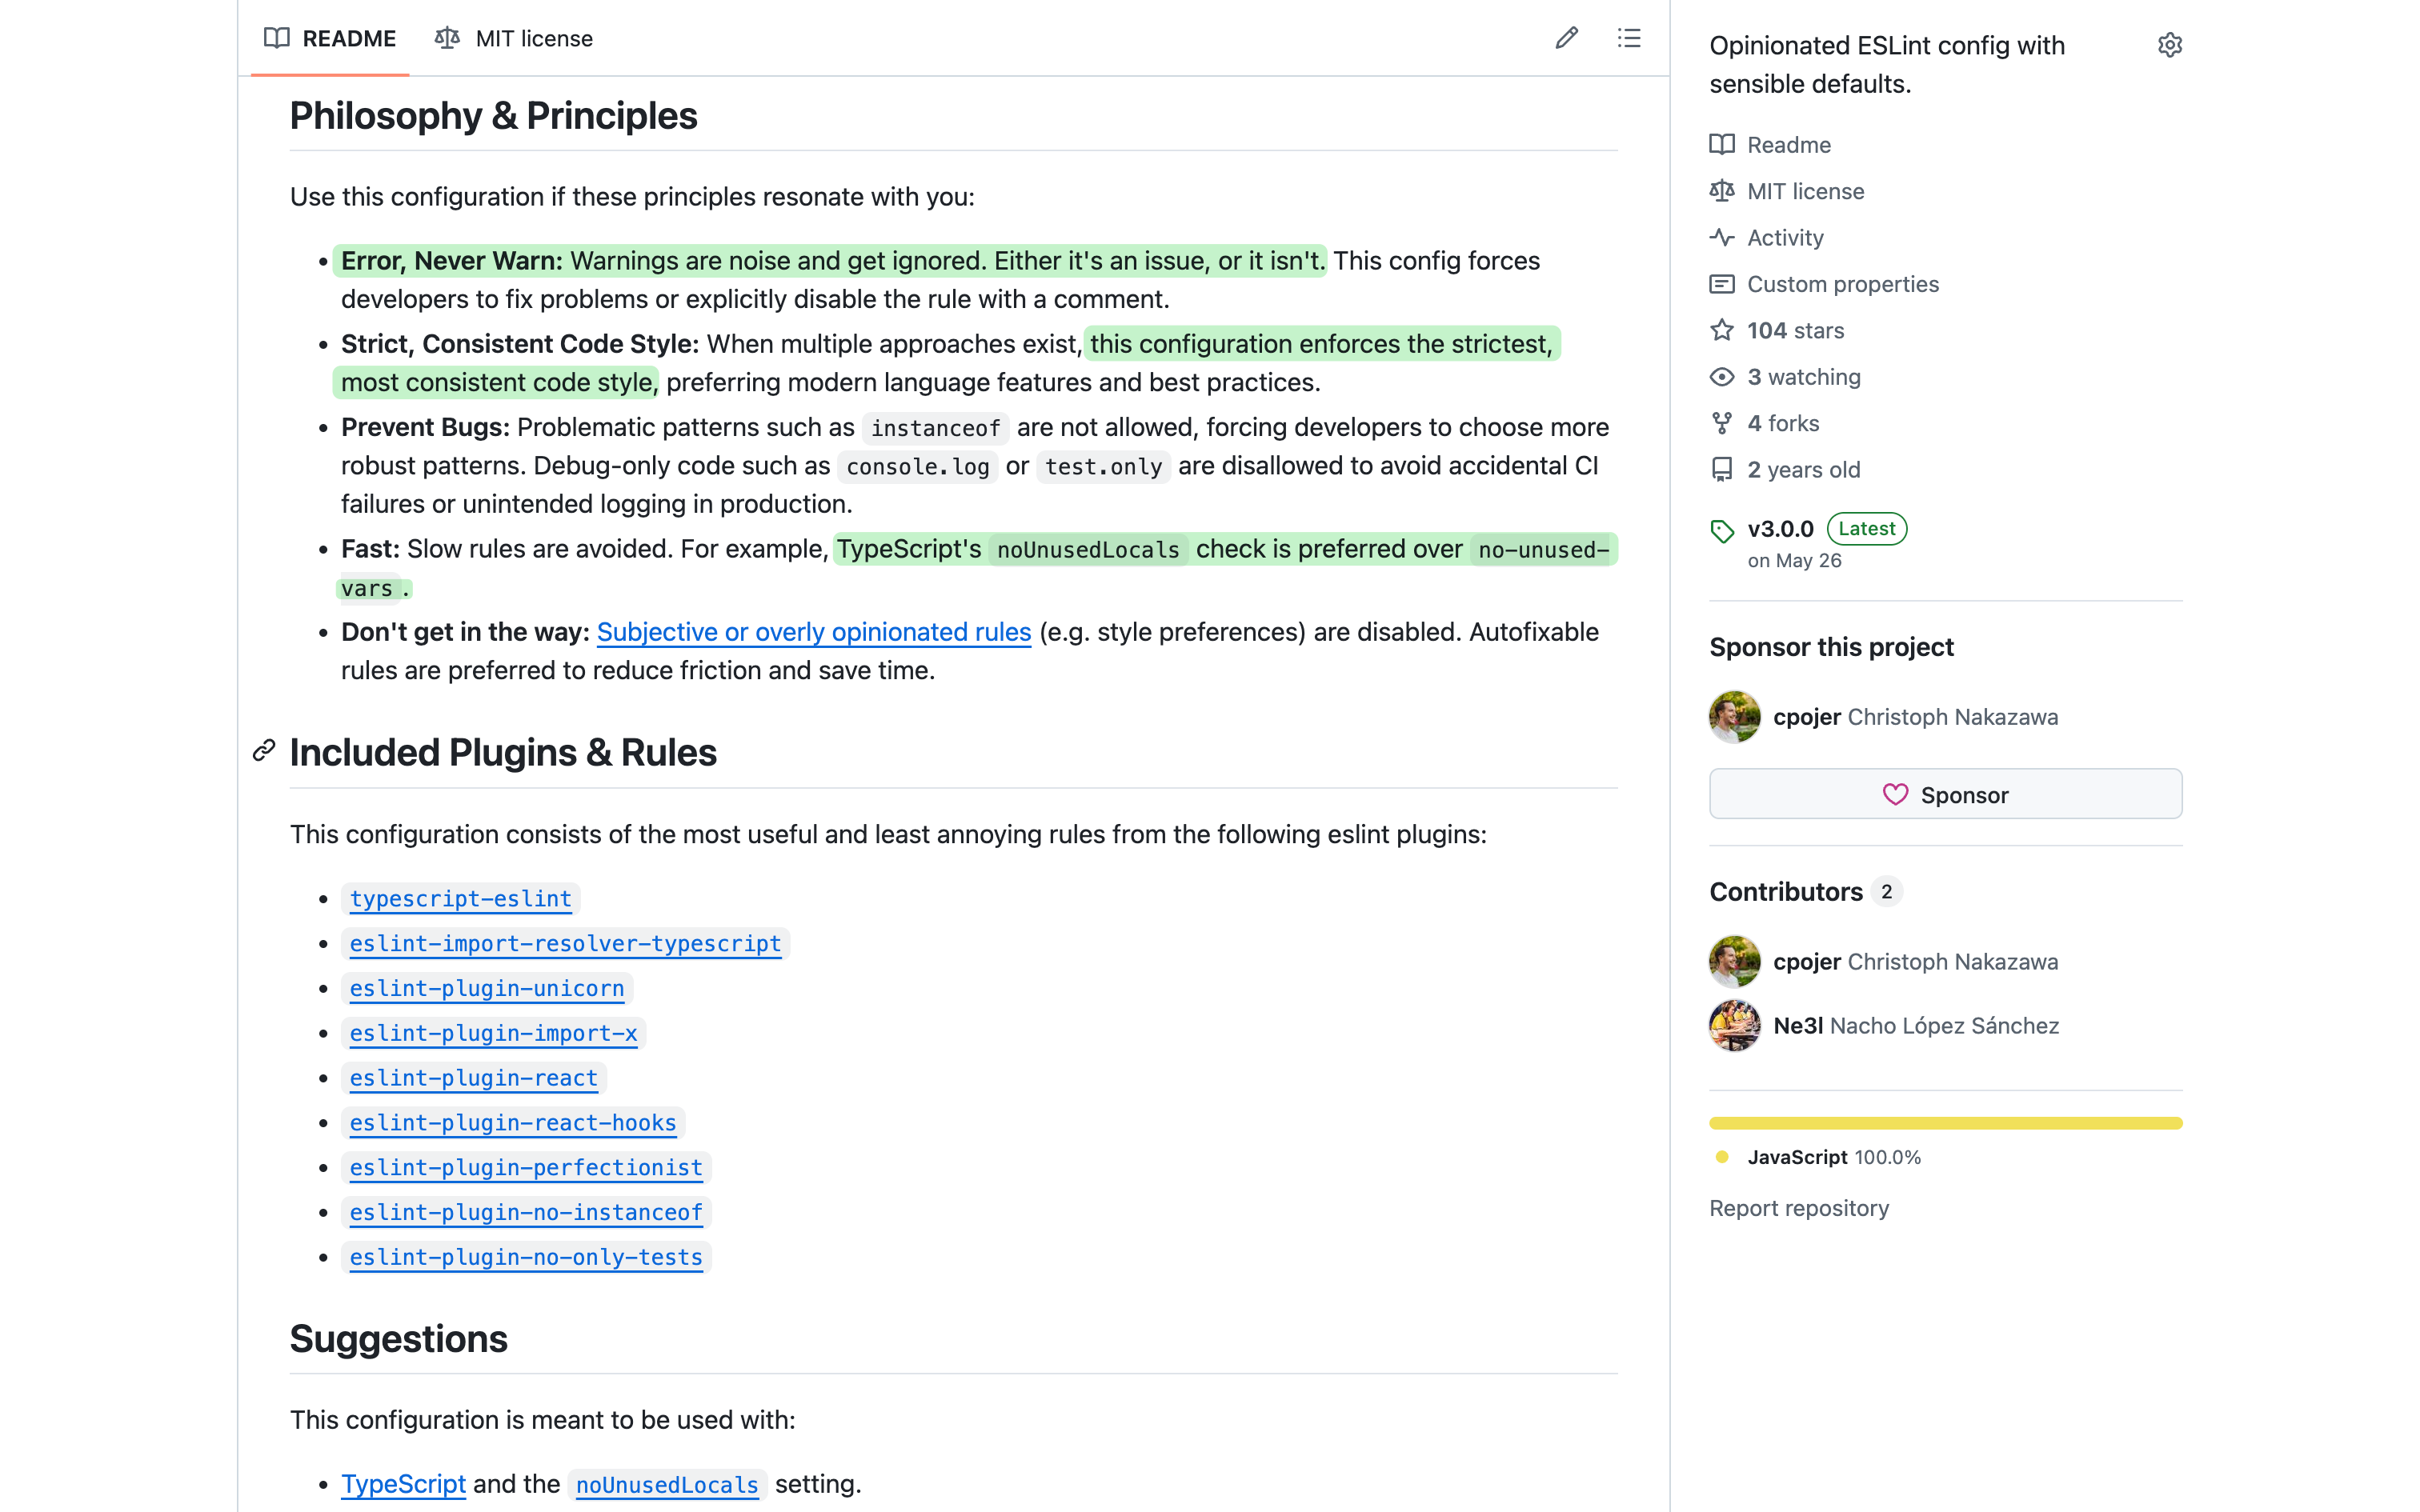 README
MIT license
Philosophy & Principles
Use this configuration if these principles resonate with you:
Error, Never Warn: Warnings are noise and get ignored. Either it's an issue, or it isn't. This config forces
developers to fix problems or explicitly disable the rule with a comment.
Strict, Consistent Code Style: When multiple approaches exist, this configuration enforces the strictest,
most consistent code style, preferring modern language features and best practices.
Prevent Bugs: Problematic patterns such as instanceof are not allowed, forcing developers to choose more
robust patterns. Debug-only code such as console.log or test.only are disallowed to avoid accidental CI
failures or unintended logging in production.
Fast: Slow rules are avoided. For example, TypeScript's noUnusedLocals check is preferred over no-unused-
vars .
Don't get in the way: Subjective or overly opinionated rules (e.g. style preferences) are disabled. Autofixable
rules are preferred to reduce friction and save time.
Included Plugins & Rules
This configuration consists of the most useful and least annoying rules from the following eslint plugins:
typescript-eslint
eslint-import-resolver-typescript
eslint-plugin-unicorn
eslint-plugin-import-x
eslint-plugin-react
eslint-plugin-react-hooks
eslint-plugin-perfectionist
eslint-plugin-no-instanceof
eslint-plugin-no-only-tests
Suggestions
This configuration is meant to be used with:
TypeScript and the noUnusedLocals setting.
Opinionated ESLint config with
sensible defaults.
Readme
MIT license
Activity
Custom properties
104 stars
3 watching
4 forks
2 years old
v3.0.0 Latest
on May 26
Sponsor this project
cpojer Christoph Nakazawa
Sponsor
Contributors 2
cpojer Christoph Nakazawa
Ne3l Nacho López Sánchez
JavaScript 100.0%
Report repository